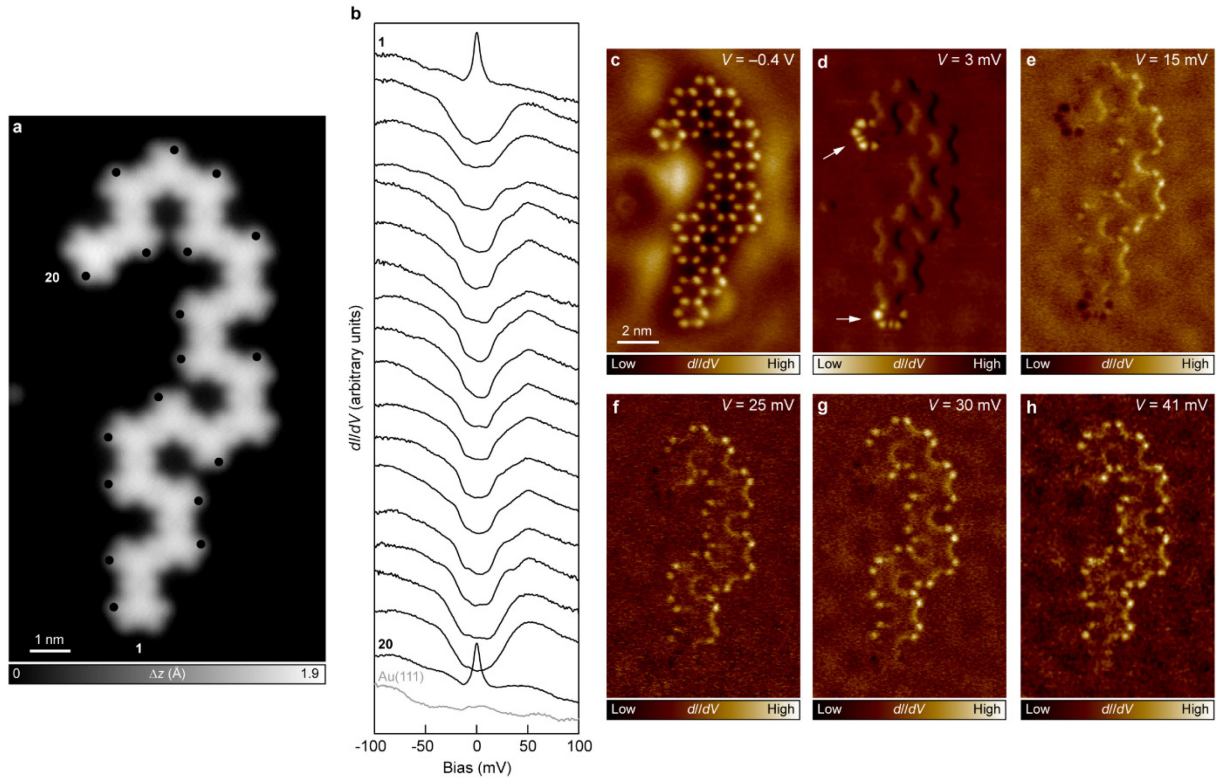 a
20
1
1 nm
0 Δz (Å) 1.9
b
1
20
Au(111)
dI/dV (arbitrary units)
-100 -50 0 50 100
Bias (mV)
c V = –0.4 V
2 nm
Low dI/dV High
d V = 3 mV
Low dI/dV High
e V = 15 mV
Low dI/dV High
f V = 25 mV
Low dI/dV High
g V = 30 mV
Low dI/dV High
h V = 41 mV
Low dI/dV High